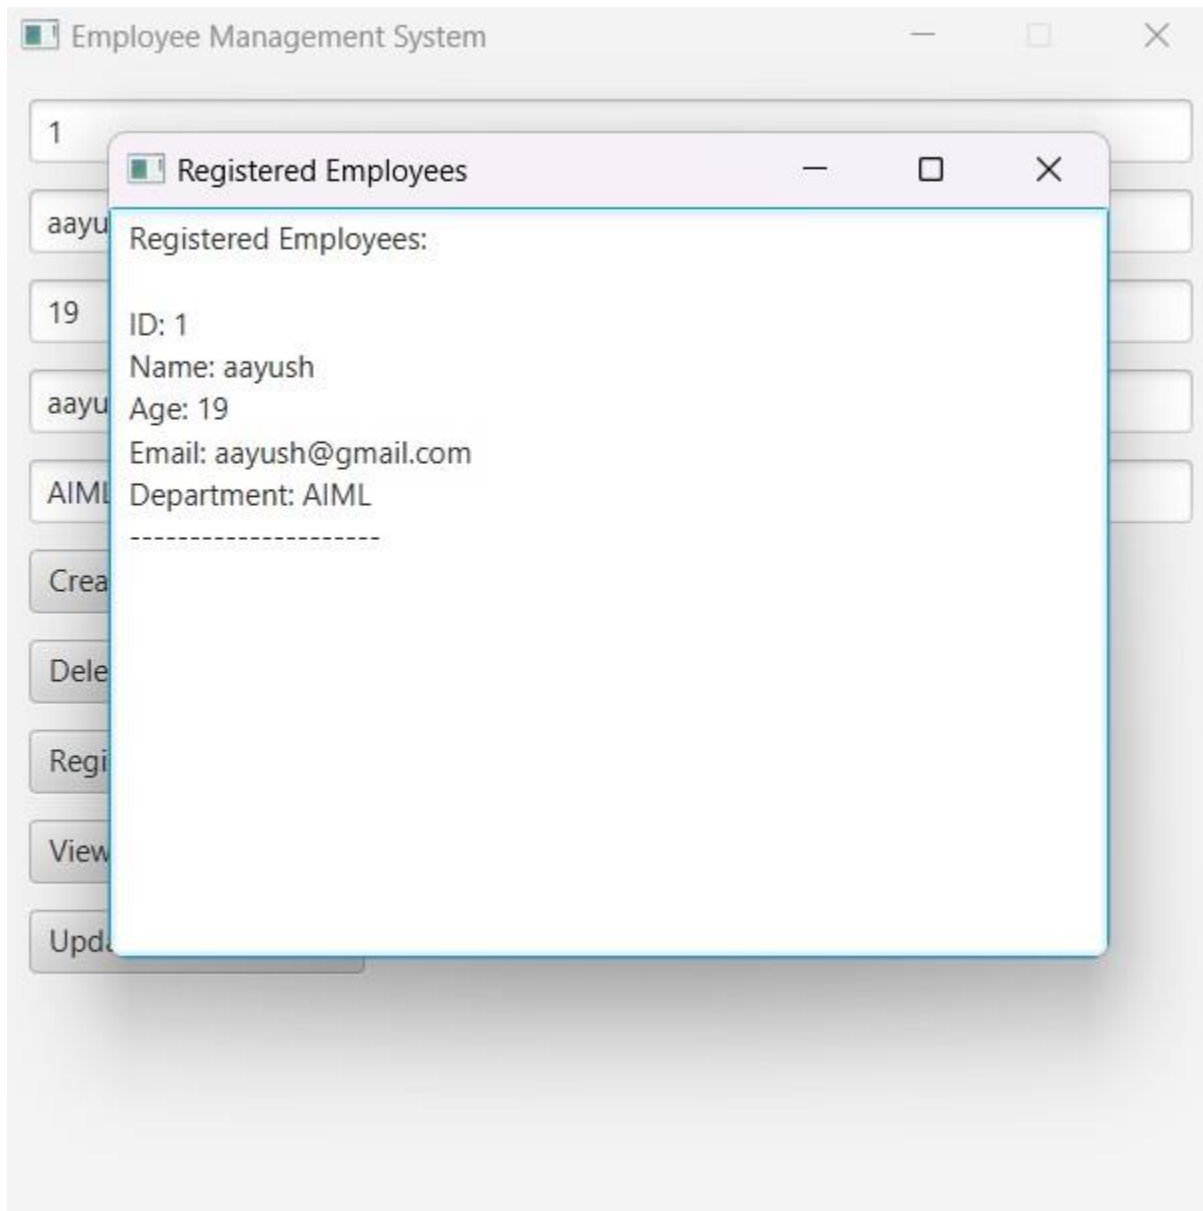 Employee Management System
1
Registered Employees
aayu
Registered Employees:
19
ID: 1
Name: aayush
aayu
Age: 19
Email: aayush@gmail.com
AIML
Department: AIML
---------------------
Crea
Dele
Regi
View
Upda